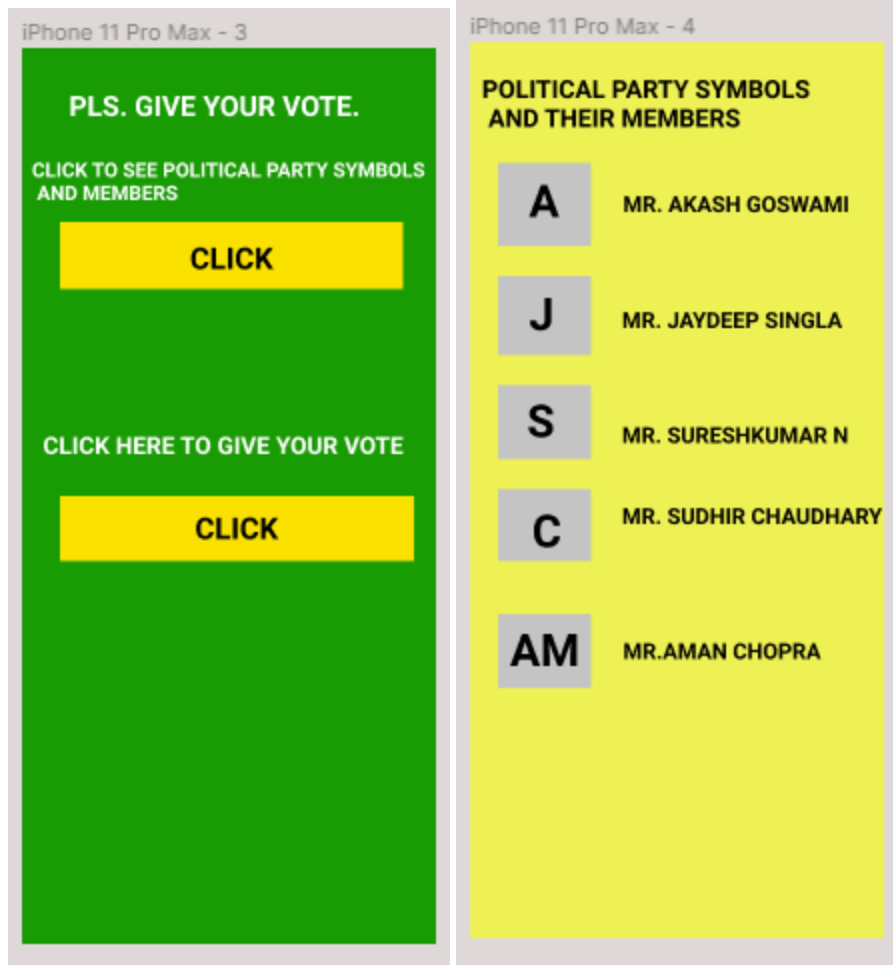 iPhone 11 Pro Max - 3
PLS. GIVE YOUR VOTE.
CLICK TO SEE POLITICAL PARTY SYMBOLS
AND MEMBERS
CLICK
CLICK HERE TO GIVE YOUR VOTE
CLICK
iPhone 11 Pro Max - 4
POLITICAL PARTY SYMBOLS
AND THEIR MEMBERS
A MR. AKASH GOSWAMI
J MR. JAYDEEP SINGLA
S MR. SURESHKUMAR N
C MR. SUDHIR CHAUDHARY
AM MR.AMAN CHOPRA